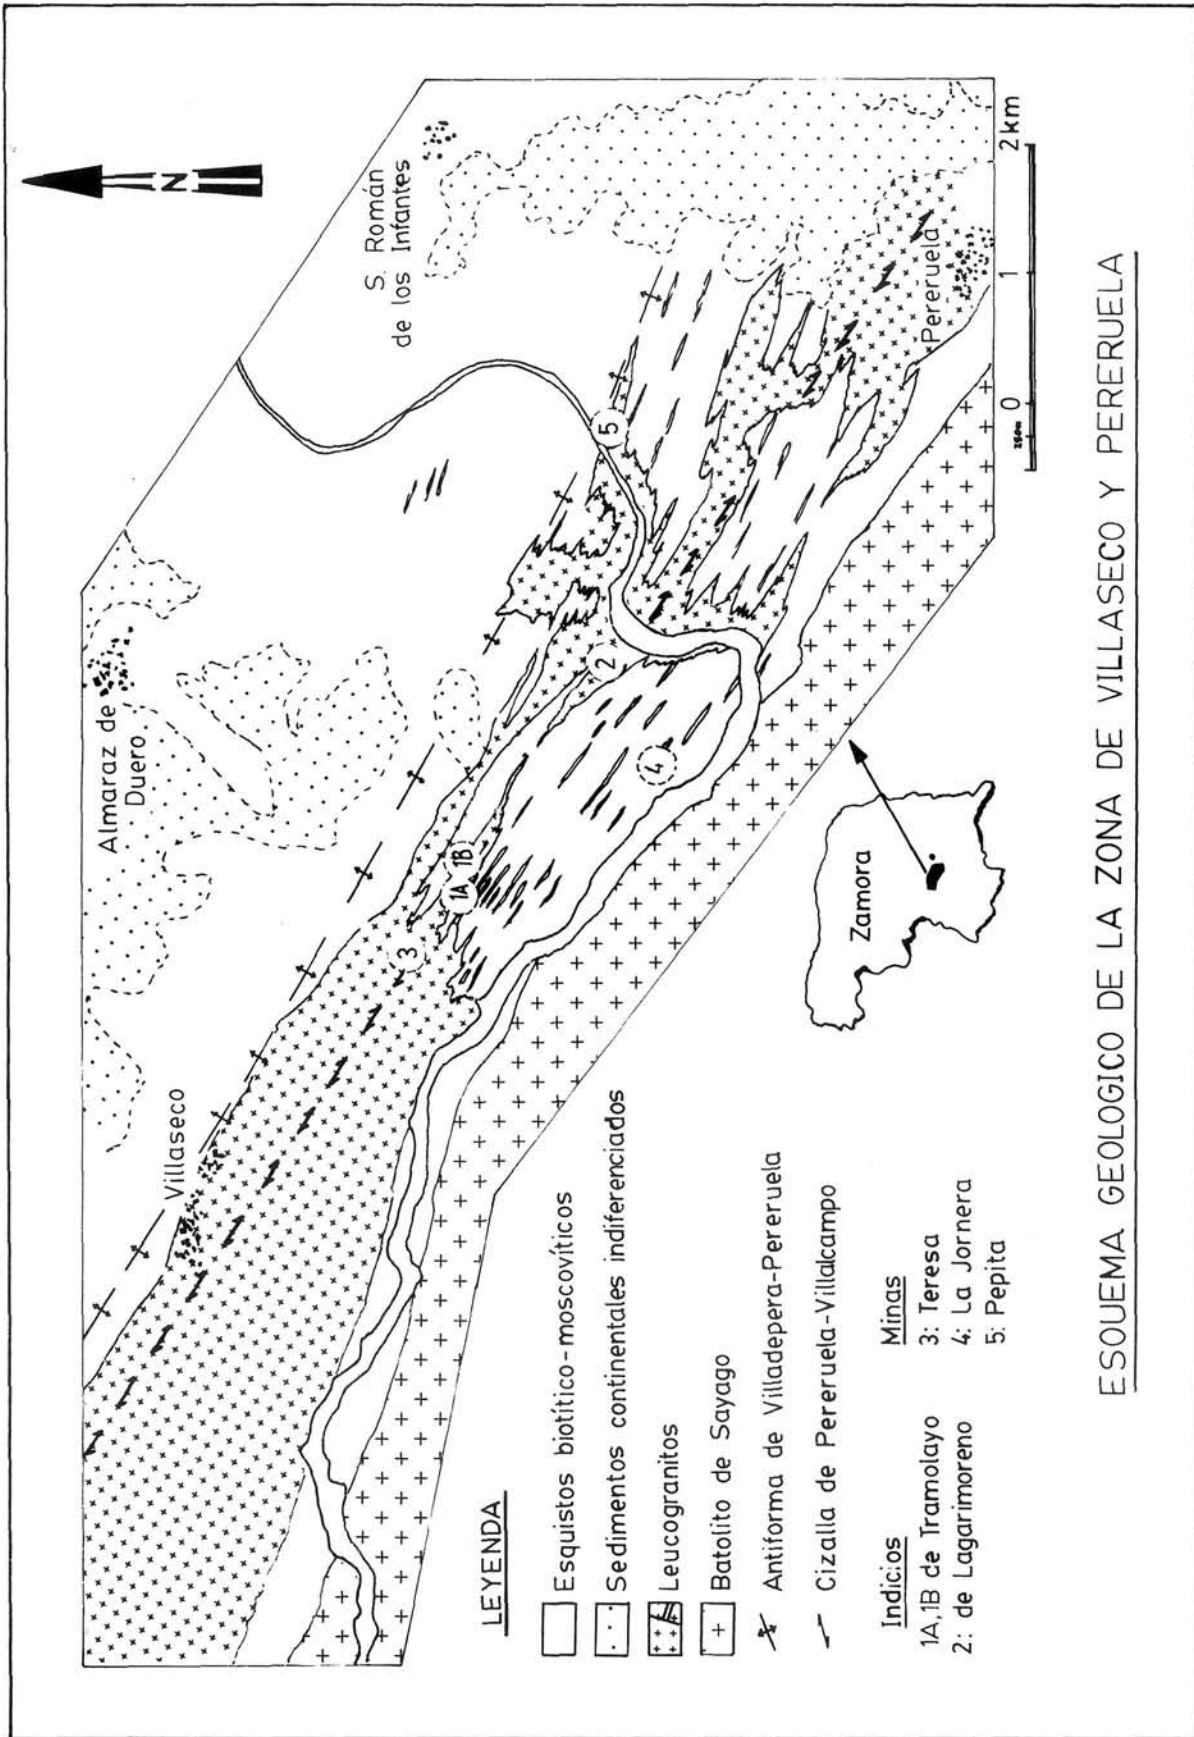 N
S. Román
de los Infantes
Almaraz de
Duero
Villaseco
Pereruela
1A
1B
2
3
4
5
0
1
2 km
250m
Zamora
LEYENDA
Esquistos biotítico-moscovíticos
Sedimentos continentales indiferenciados
Leucogranitos
Batolito de Sayago
Antiforma de Villadepera-Pereruela
Cizalla de Pereruela-Villalcampo
Indicios
1A,1B de Tramolayo
2: de Lagarimoreno
Minas
3: Teresa
4: La Jornera
5: Pepita
ESQUEMA GEOLOGICO DE LA ZONA DE VILLASECO Y PERERUELA